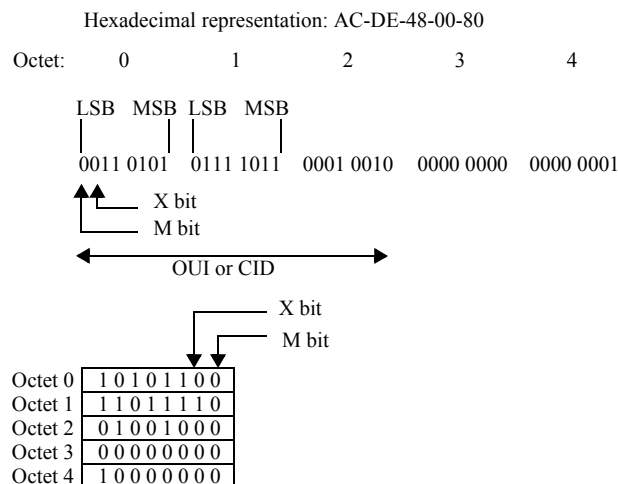 Hexadecimal representation: AC-DE-48-00-80
Octet: 0 1 2 3 4
LSB MSB LSB MSB
0011 0101 0111 1011 0001 0010 0000 0000 0000 0001
X bit
M bit
OUI or CID
X bit
M bit
Octet 0 1 0 1 0 1 1 0 0
Octet 1 1 1 0 1 1 1 1 0
Octet 2 0 1 0 0 1 0 0 0
Octet 3 0 0 0 0 0 0 0 0
Octet 4 1 0 0 0 0 0 0 0